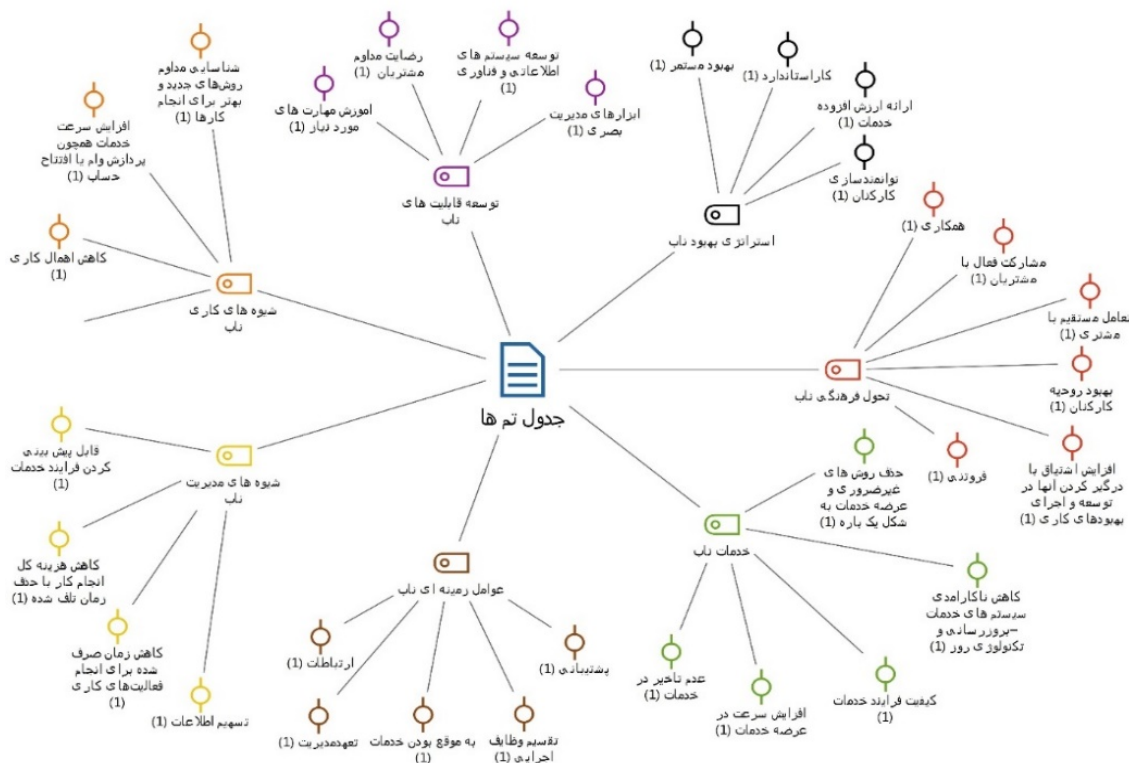 شناسایی مداوم
روش‌های جدید و
بهتر برای انجام
کارها (1)
افزایش سرعت
خدمات همچون
پردازش وام یا افتتاح
حساب (1)
کاهش اهمال کاری
(1)
شیوه های کاری
ناب
رضایت مداوم
مشتریان (1)
توسعه سیستم های
اطلاعاتی و فناوری
(1)
اموزش مهارت های
مورد نیاز (1)
ابزارهای مدیریت
بصری (1)
توسعه قابلیت های
ناب
بهبود مستمر (1)
کاراستاندارد (1)
ارائه ارزش افزوده
خدمات (1)
توانمندسازی
کارکنان (1)
استراتژی بهبود ناب
همکاری (1)
مشارکت فعال با
مشتریان (1)
تعامل مستقیم با
مشتری (1)
بهبود روحیه
کارکنان (1)
افزایش اشتیاق با
درگیر کردن آنها در
توسعه و اجرای
بهبودهای کاری (1)
فروتنی (1)
تحول فرهنگی ناب
جدول تم ها
قابل پیش بینی
کردن فرایند خدمات
(1)
کاهش هزینه کل
انجام کار با حذف
زمان تلف شده (1)
کاهش زمان صرف
شده برای انجام
فعالیت‌های کاری
(1)
تسهیم اطلاعات (1)
شیوه های مدیریت
ناب
عوامل زمینه ای ناب
ارتباطات (1)
تعهدمدیریت (1)
به موقع بودن خدمات
(1)
تقسیم وظایف
اجرایی (1)
پشتیبانی (1)
حذف روش های
غیرضروری و
عرضه خدمات به
شکل یک باره (1)
خدمات ناب
کاهش ناکارامدی
سیستم های خدمات
–بروزرسانی و
تکنولوژی روز (1)
عدم تأخیر در
خدمات (1)
افزایش سرعت در
عرضه خدمات (1)
کیفیت فرایند خدمات
(1)